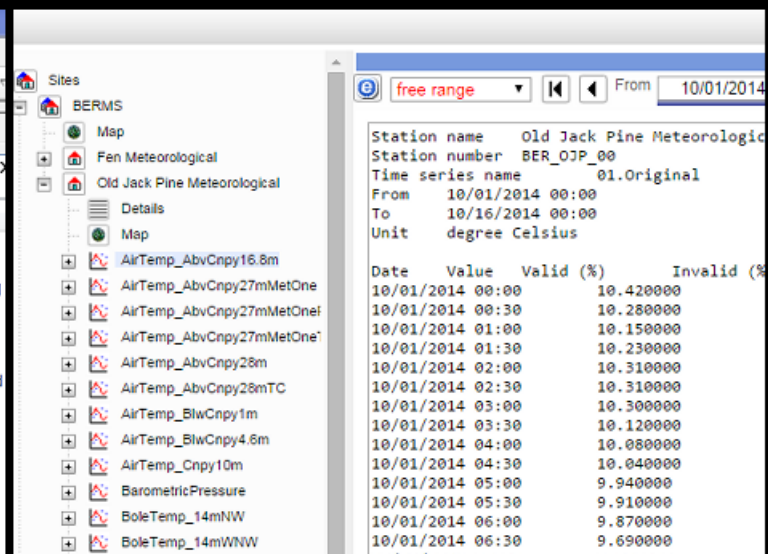 Sites
BERMS
Map
Fen Meteorological
Old Jack Pine Meteorological
Details
Map
AirTemp_AbvCnpy16.8m
AirTemp_AbvCnpy27mMetOne
AirTemp_AbvCnpy27mMetOne
AirTemp_AbvCnpy27mMetOne
AirTemp_AbvCnpy28m
AirTemp_AbvCnpy28mTC
AirTemp_BlwCnpy1m
AirTemp_BlwCnpy4.6m
AirTemp_Cnpy10m
BarometricPressure
BoleTemp_14mNW
BoleTemp_14mWNW
free range From 10/01/2014
Station name Old Jack Pine Meteorologic
Station number BER_OJP_00
Time series name 01.Original
From 10/01/2014 00:00
To 10/16/2014 00:00
Unit degree Celsius
Date Value Valid (%) Invalid (%
10/01/2014 00:00 10.420000
10/01/2014 00:30 10.280000
10/01/2014 01:00 10.150000
10/01/2014 01:30 10.230000
10/01/2014 02:00 10.310000
10/01/2014 02:30 10.310000
10/01/2014 03:00 10.300000
10/01/2014 03:30 10.120000
10/01/2014 04:00 10.080000
10/01/2014 04:30 10.040000
10/01/2014 05:00 9.940000
10/01/2014 05:30 9.910000
10/01/2014 06:00 9.870000
10/01/2014 06:30 9.690000